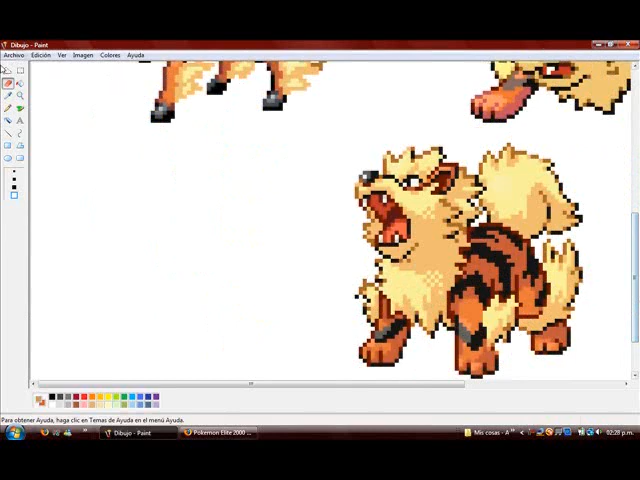 Dibujo - Paint
Archivo Edición Ver Imagen Colores Ayuda
Para obtener Ayuda, haga clic en Temas de Ayuda en el menú Ayuda.
Dibujo - Paint
Pokemon Elite 2000 ...
Mis cosas - A
02:28 p.m.